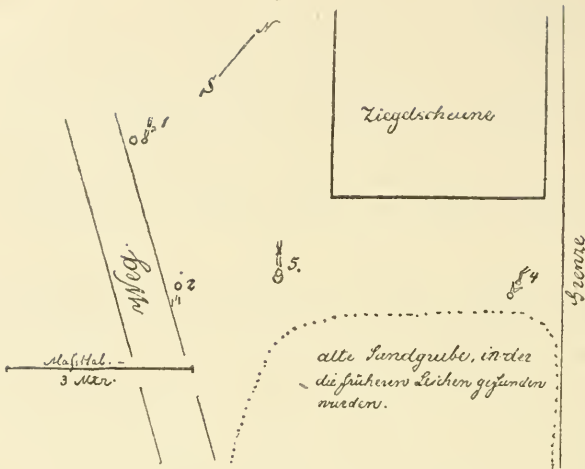 N
S
Ziegelscheune
1
Weg.
2
5.
4
Grenze
Maßstab. –
3 Mtr.
alte Sandgrube, in der
die früheren Leichen gefunden
wurden.